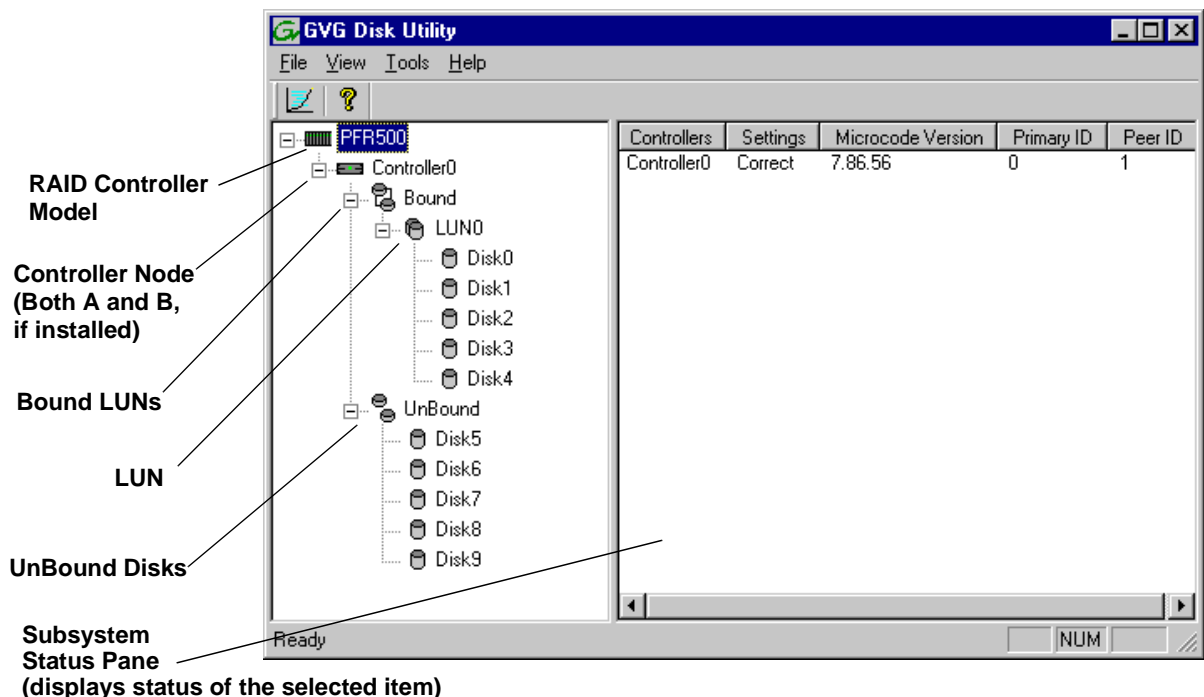 GVG Disk Utility
File View Tools Help
PFR500
Controller0
Bound
LUN0
Disk0
Disk1
Disk2
Disk3
Disk4
UnBound
Disk5
Disk6
Disk7
Disk8
Disk9
Controllers Settings Microcode Version Primary ID Peer ID
Controller0 Correct 7.86.56 0 1
Ready
NUM
RAID Controller
Model
Controller Node
(Both A and B,
if installed)
Bound LUNs
LUN
UnBound Disks
Subsystem
Status Pane
(displays status of the selected item)